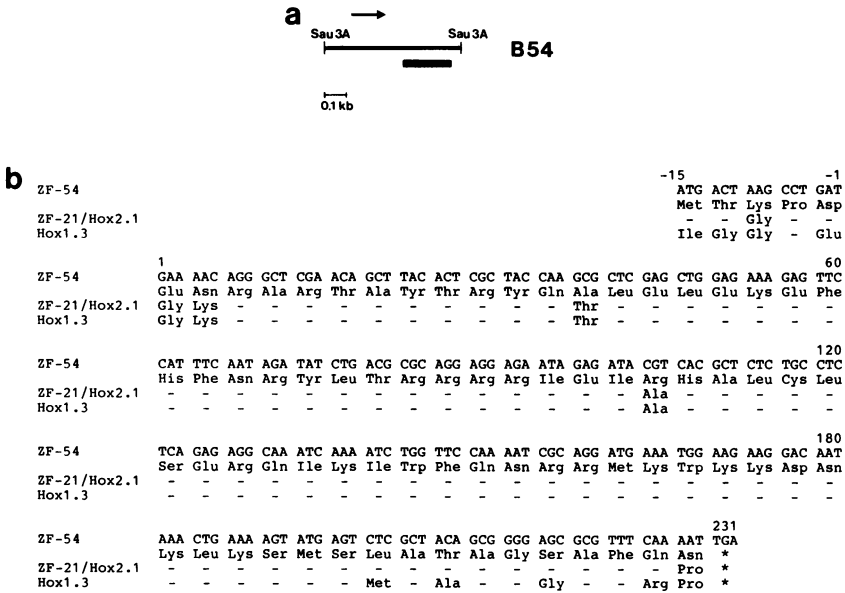 a
Sau 3A Sau 3A
B54
0.1 kb
b
-15 -1
ZF-54 ATG ACT AAG CCT GAT
Met Thr Lys Pro Asp
ZF-21/Hox2.1 - - Gly - -
Hox1.3 Ile Gly Gly - Glu
1 60
ZF-54 GAA AAC AGG GCT CGA ACA GCT TAC ACT CGC TAC CAA GCG CTC GAG CTG GAG AAA GAG TTC
Glu Asn Arg Ala Arg Thr Ala Tyr Thr Arg Tyr Gln Ala Leu Glu Leu Glu Lys Glu Phe
ZF-21/Hox2.1 Gly Lys - - - - - - - - - - Thr - - - - - - -
Hox1.3 Gly Lys - - - - - - - - - - Thr - - - - - - -
120
ZF-54 CAT TTC AAT AGA TAT CTG ACG CGC AGG AGG AGA ATA GAG ATA CGT CAC GCT CTC TGC CTC
His Phe Asn Arg Tyr Leu Thr Arg Arg Arg Arg Ile Glu Ile Arg His Ala Leu Cys Leu
ZF-21/Hox2.1 - - - - - - - - - - - - - - Ala - - - - -
Hox1.3 - - - - - - - - - - - - - - Ala - - - - -
180
ZF-54 TCA GAG AGG CAA ATC AAA ATC TGG TTC CAA AAT CGC AGG ATG AAA TGG AAG AAG GAC AAT
Ser Glu Arg Gln Ile Lys Ile Trp Phe Gln Asn Arg Arg Met Lys Trp Lys Lys Asp Asn
ZF-21/Hox2.1 - - - - - - - - - - - - - - - - - - - -
Hox1.3 - - - - - - - - - - - - - - - - - - - -
231
ZF-54 AAA CTG AAA AGT ATG AGT CTC GCT ACA GCG GGG AGC GCG TTT CAA AAT TGA
Lys Leu Lys Ser Met Ser Leu Ala Thr Ala Gly Ser Ala Phe Gln Asn *
ZF-21/Hox2.1 - - - - - - - - - - - - - - - Pro *
Hox1.3 - - - - - - Met - Ala - - Gly - - Arg Pro *